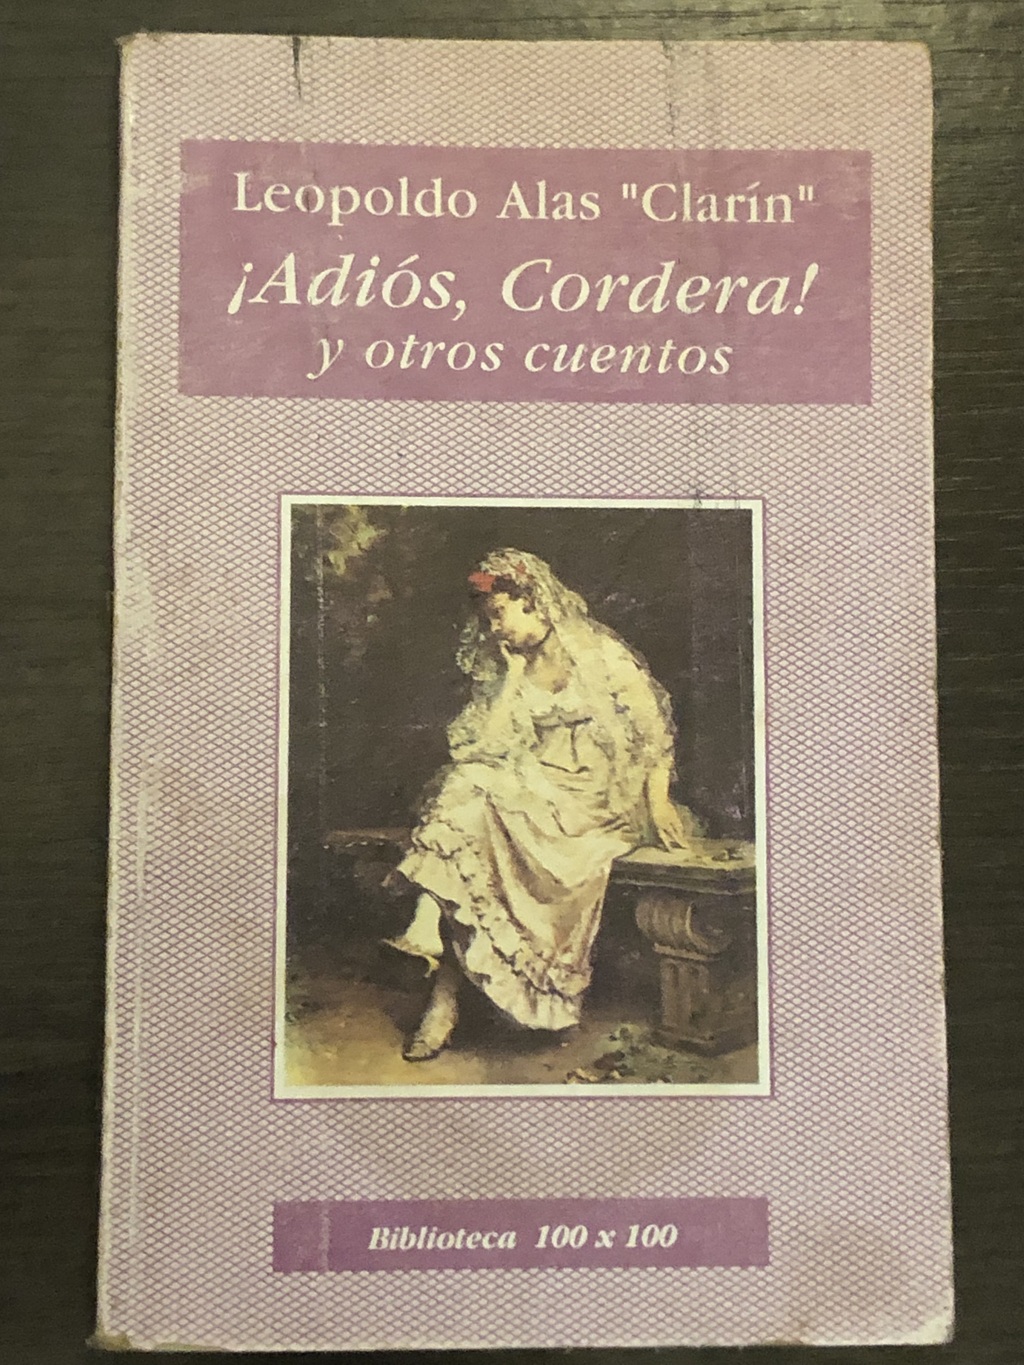 Leopoldo Alas "Clarín"
¡Adiós, Cordera!
y otros cuentos
Biblioteca 100 x 100